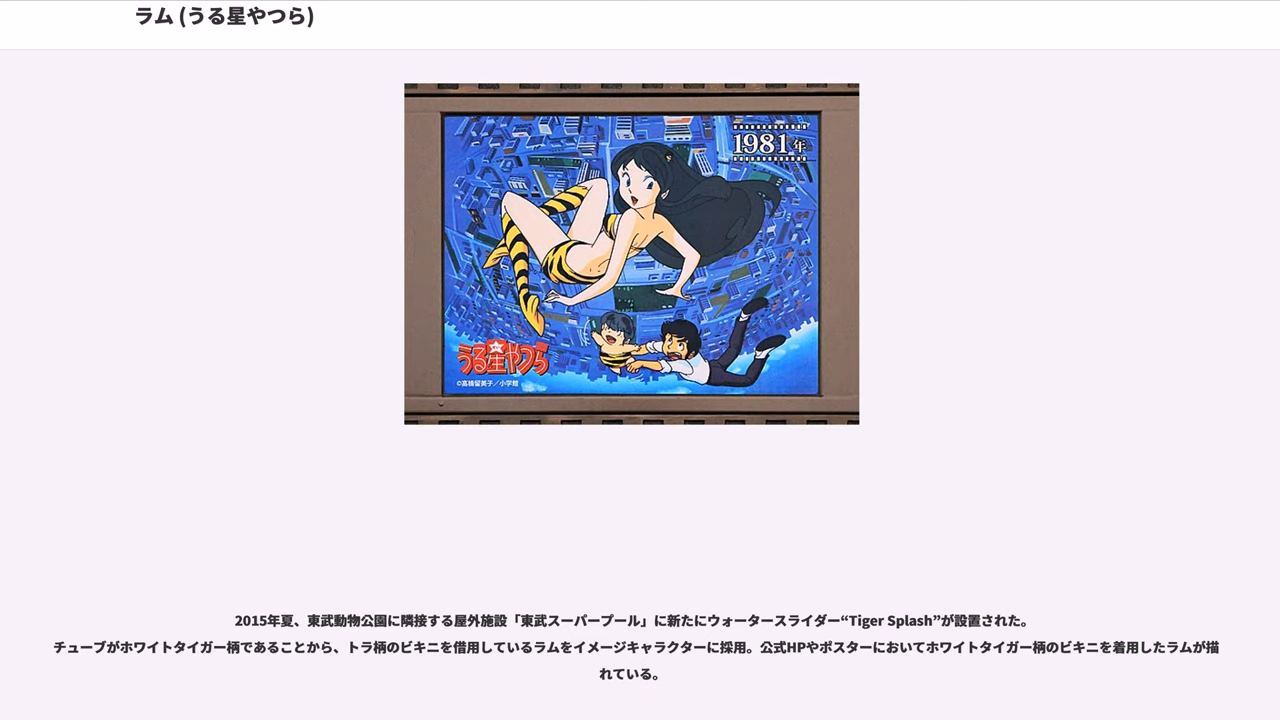 ラム (うる星やつら)
1981年
うる星やつら
©高橋留美子／小学館
2015年夏、東武動物公園に隣接する屋外施設「東武スーパープール」に新たにウォータースライダー“Tiger Splash”が設置された。
チューブがホワイトタイガー柄であることから、トラ柄のビキニを借用しているラムをイメージキャラクターに採用。公式HPやポスターにおいてホワイトタイガー柄のビキニを着用したラムが描
れている。